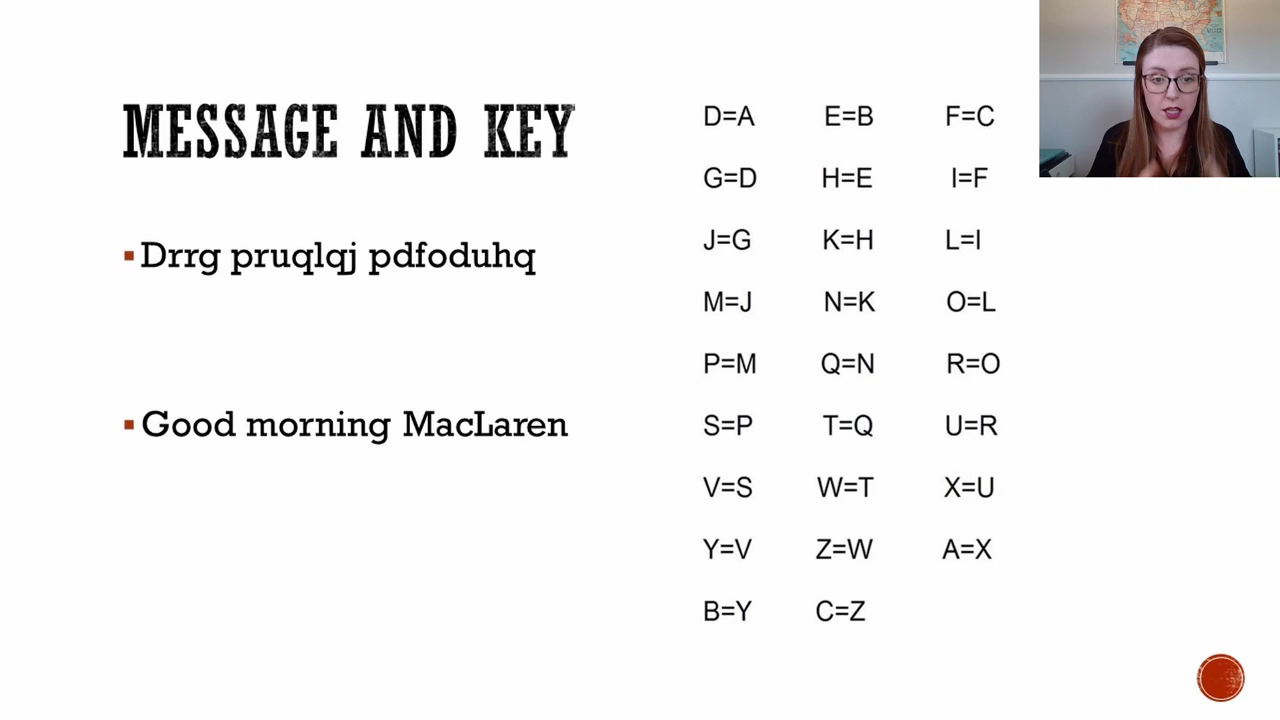 MESSAGE AND KEY
Drrg pruqlqj pdfoduhq
Good morning MacLaren
D=A E=B F=C
G=D H=E I=F
J=G K=H L=I
M=J N=K O=L
P=M Q=N R=O
S=P T=Q U=R
V=S W=T X=U
Y=V Z=W A=X
B=Y C=Z